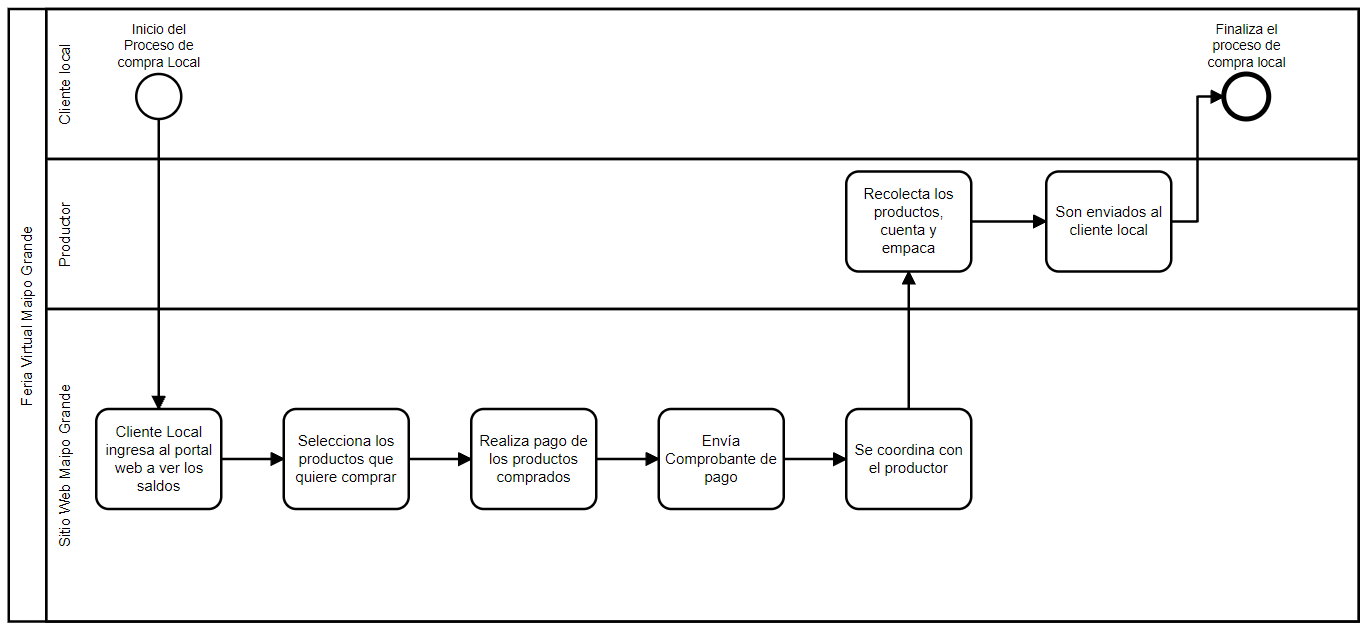 Feria Virtual Maipo Grande
Cliente local
Inicio del
Proceso de
compra Local
Finaliza el
proceso de
compra local
Productor
Recolecta los
productos,
cuenta y
empaca
Son enviados al
cliente local
Sitio Web Maipo Grande
Cliente Local
ingresa al portal
web a ver los
saldos
Selecciona los
productos que
quiere comprar
Realiza pago de
los productos
comprados
Envía
Comprobante de
pago
Se coordina con
el productor